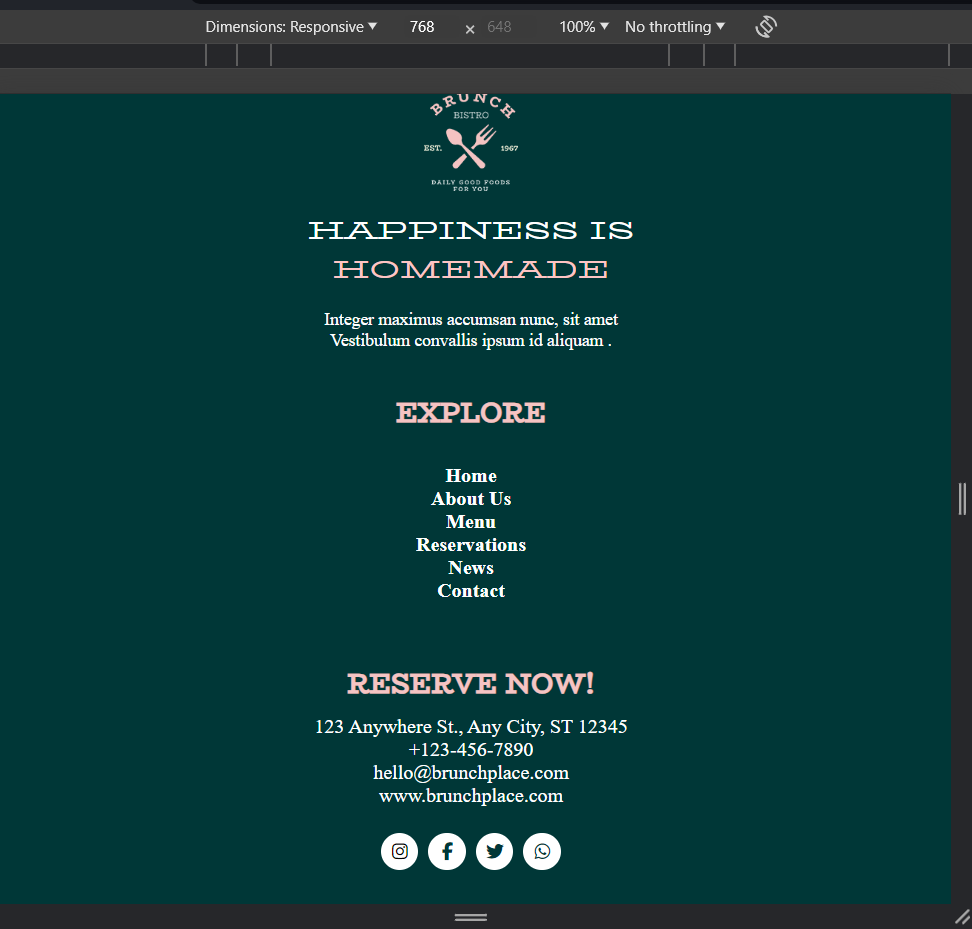 Dimensions: Responsive ▼ 768 × 648 100% ▼ No throttling ▼
BRUNCH
BISTRO
EST. 1967
DAILY GOOD FOODS
FOR YOU
HAPPINESS IS
HOMEMADE
Integer maximus accumsan nunc, sit amet
Vestibulum convallis ipsum id aliquam .
EXPLORE
Home
About Us
Menu
Reservations
News
Contact
RESERVE NOW!
123 Anywhere St., Any City, ST 12345
+123-456-7890
hello@brunchplace.com
www.brunchplace.com